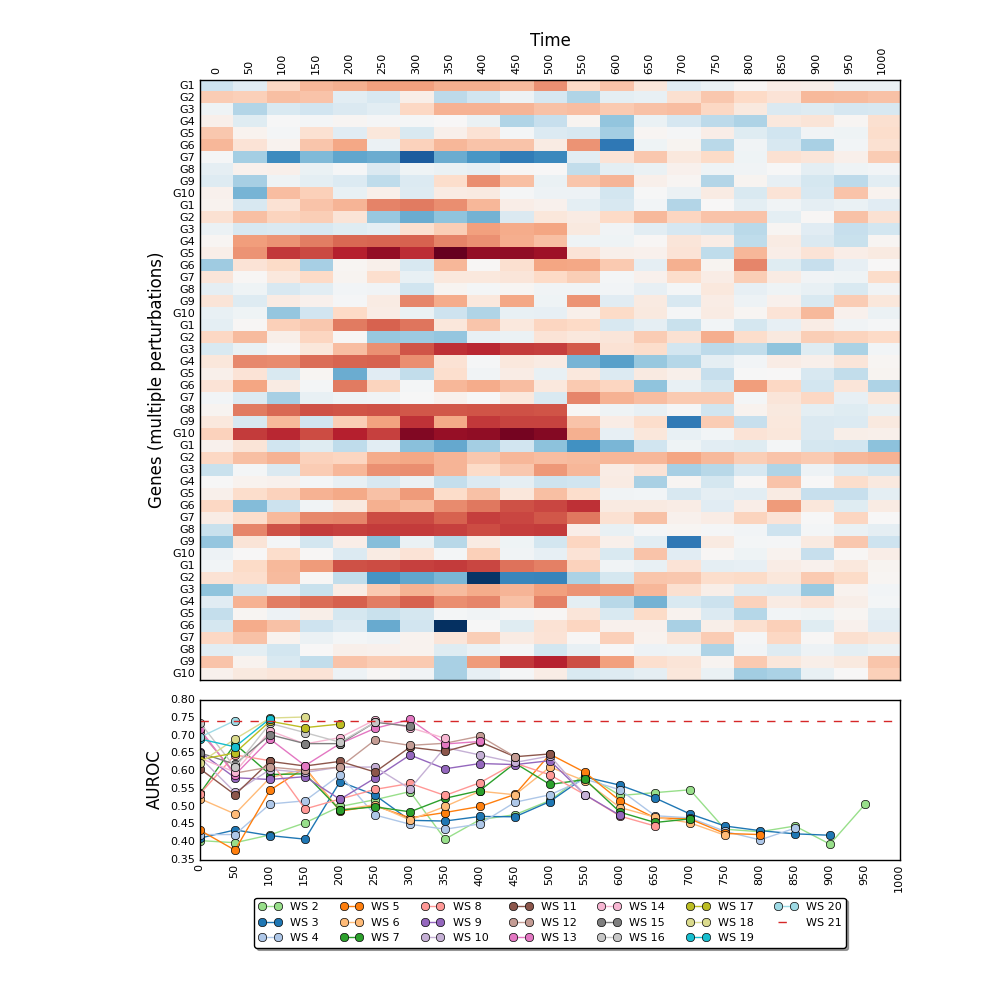 Time
0 50 100 150 200 250 300 350 400 450 500 550 600 650 700 750 800 850 900 950 1000
Genes (multiple perturbations)
G1
G2
G3
G4
G5
G6
G7
G8
G9
G10
G1
G2
G3
G4
G5
G6
G7
G8
G9
G10
G1
G2
G3
G4
G5
G6
G7
G8
G9
G10
G1
G2
G3
G4
G5
G6
G7
G8
G9
G10
G1
G2
G3
G4
G5
G6
G7
G8
G9
G10
AUROC
0.80
0.75
0.70
0.65
0.60
0.55
0.50
0.45
0.40
0.35
0 50 100 150 200 250 300 350 400 450 500 550 600 650 700 750 800 850 900 950 1000
WS 2 WS 5 WS 8 WS 11 WS 14 WS 17 WS 20
WS 3 WS 6 WS 9 WS 12 WS 15 WS 18 WS 21
WS 4 WS 7 WS 10 WS 13 WS 16 WS 19